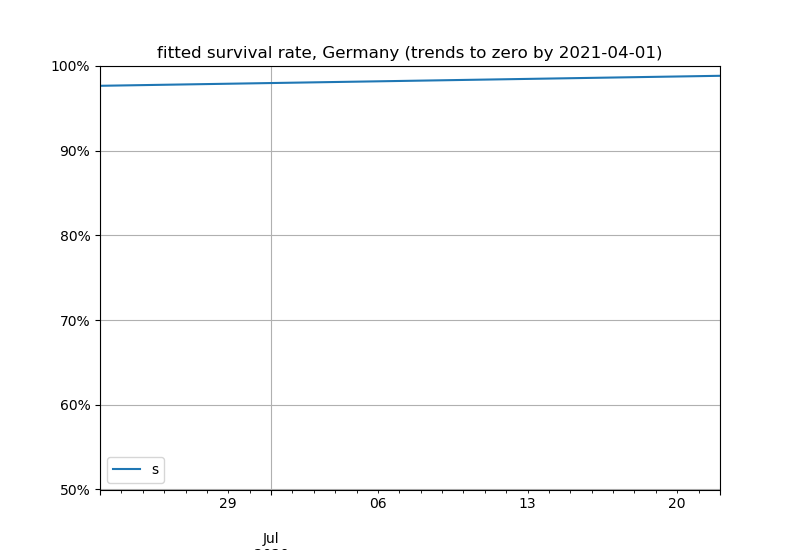 fitted survival rate, Germany (trends to zero by 2021-04-01)
100%
90%
80%
70%
60%
50%
s
29 06 13 20
Jul